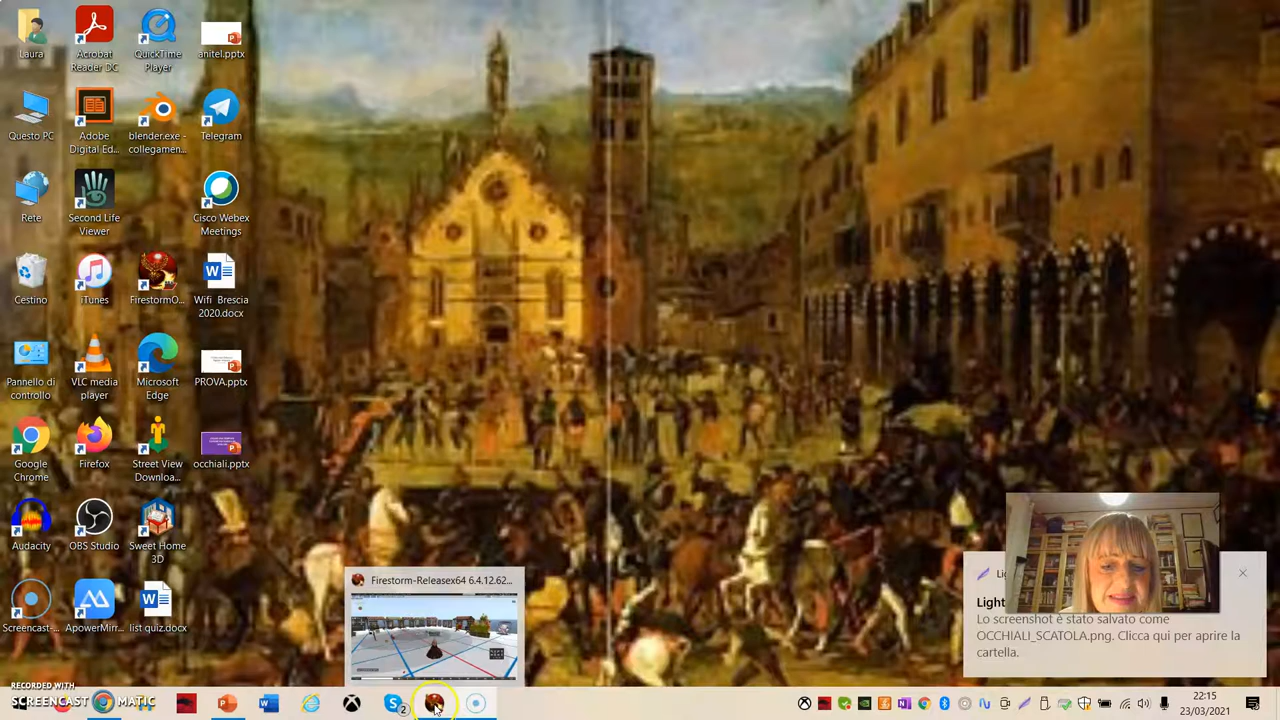 Laura
Acrobat
Reader DC
QuickTime
Player
anitel.pptx
Questo PC
Adobe
Digital Ed...
blender.exe -
collegamen...
Telegram
Rete
Second Life
Viewer
Cisco Webex
Meetings
Cestino
iTunes
FirestormO...
Wifi Brescia
2020.docx
Pannello di
controllo
VLC media
player
Microsoft
Edge
PROVA.pptx
Google
Chrome
Firefox
Street View
Downloa...
occhiali.pptx
Audacity
OBS Studio
Sweet Home
3D
Screencast-...
ApowerMirr...
list quiz.docx
Firestorm-Releasex64 6.4.12.62...
Light
Lo screenshot è stato salvato come
OCCHIALI_SCATOLA.png. Clicca qui per aprire la
cartella.
RECORDED WITH
SCREENCAST MATIC
2
22:15
23/03/2021